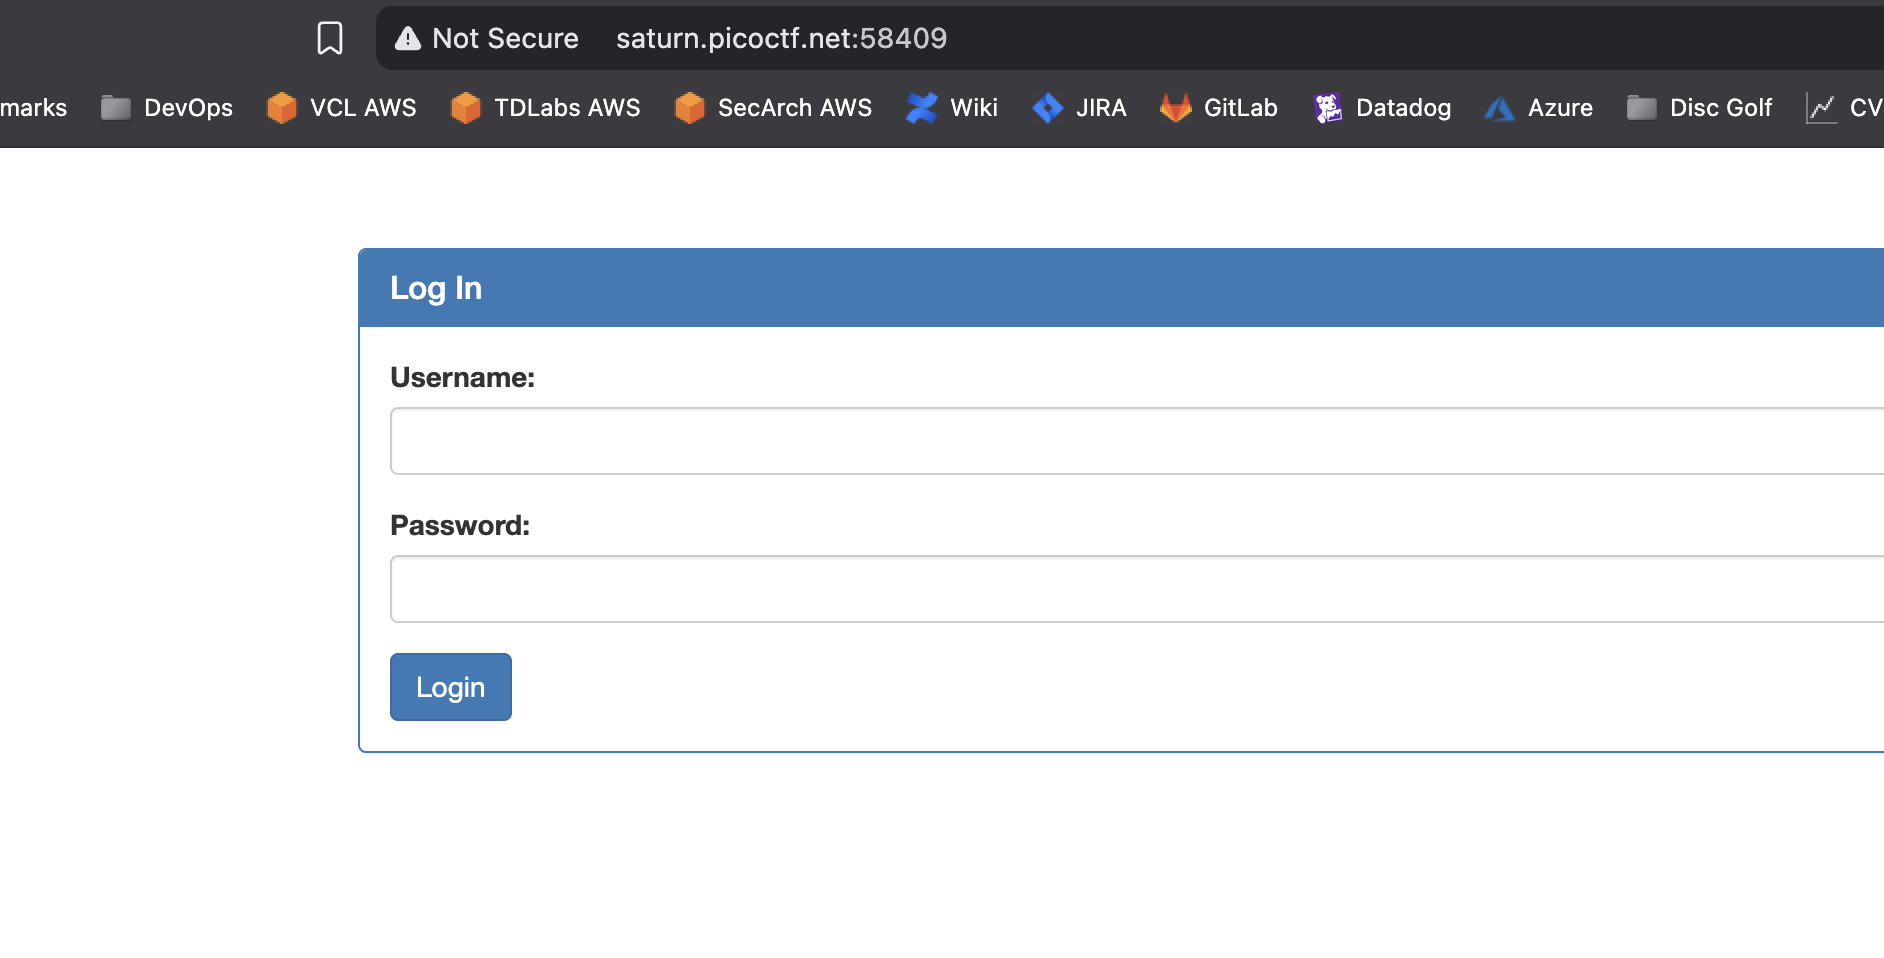 Not Secure saturn.picoctf.net:58409
marks DevOps VCL AWS TDLabs AWS SecArch AWS Wiki JIRA GitLab Datadog Azure Disc Golf CV
Log In
Username:
Password:
Login